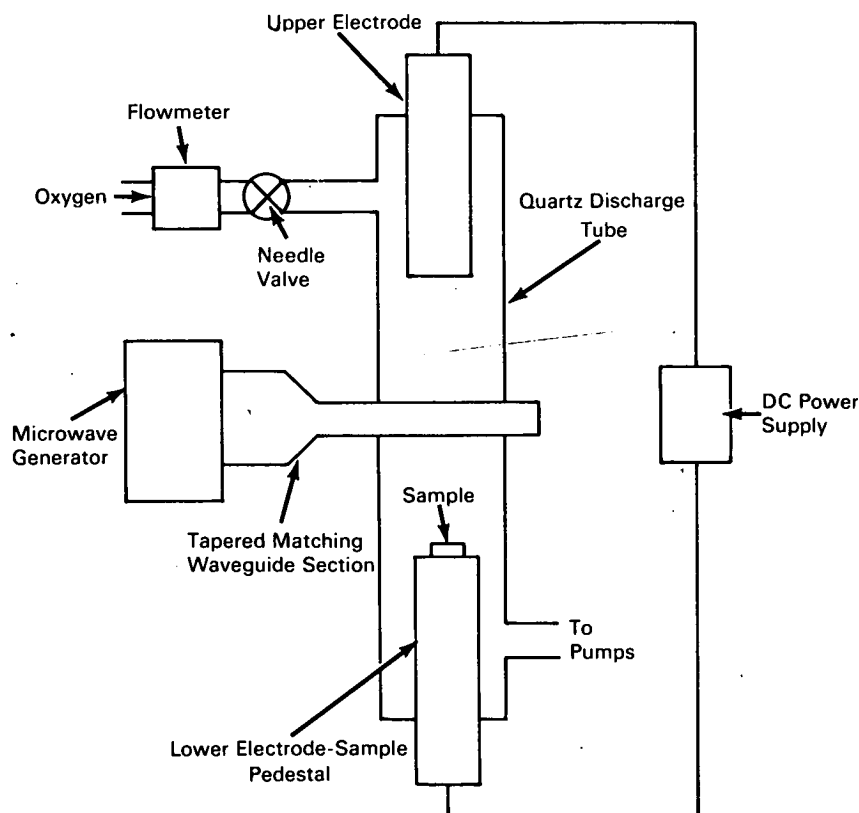 Upper Electrode
Flowmeter
Oxygen
Needle
Valve
Quartz Discharge
Tube
Microwave
Generator
DC Power
Supply
Sample
Tapered Matching
Waveguide Section
To
Pumps
Lower Electrode-Sample
Pedestal